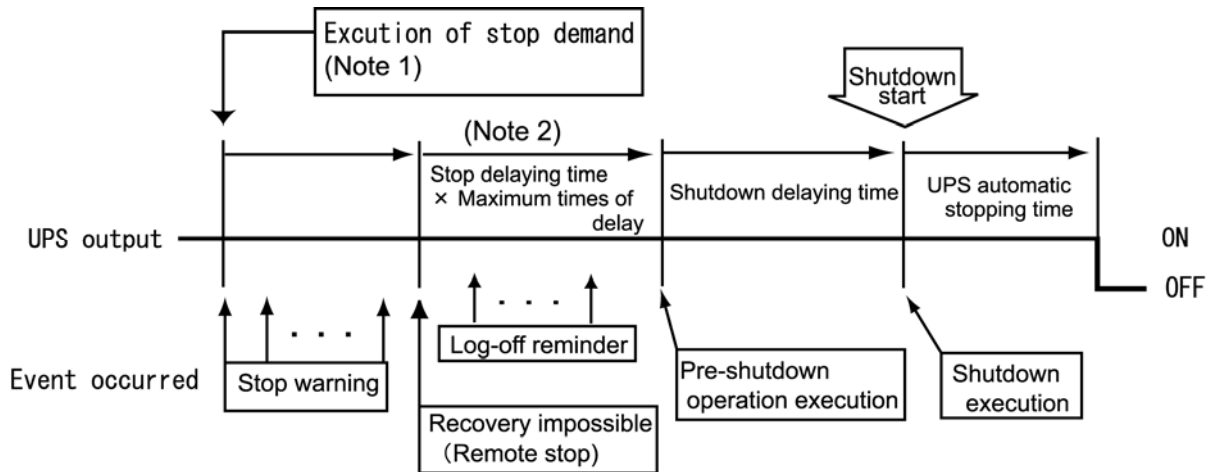 Excution of stop demand
(Note 1)
Shutdown
start
(Note 2)
Stop delaying time
× Maximum times of
delay
Shutdown delaying time
UPS automatic
stopping time
UPS output
ON
OFF
Event occurred
Stop warning
Log-off reminder
Recovery impossible
(Remote stop)
Pre-shutdown
operation execution
Shutdown
execution